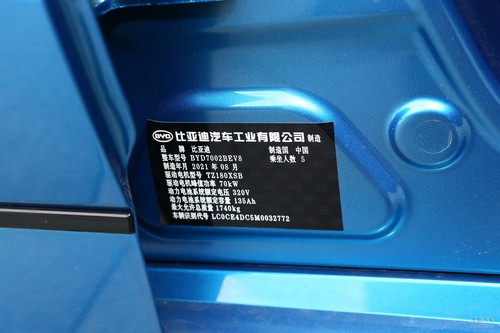 BYD 比亚迪汽车工业有限公司 制造
品 牌 比亚迪 制造国 中国
整车型号 BYD7002BEV8 乘坐人数 5
制造年月 2021 年 08 月
驱动电机型号 TZ180XSB
驱动电机峰值功率 70kW
动力电池系统额定电压 320V
动力电池系统额定容量 135Ah
最大允许总质量 1740kg
车辆识别代号 LC0CE4DC5M0032772